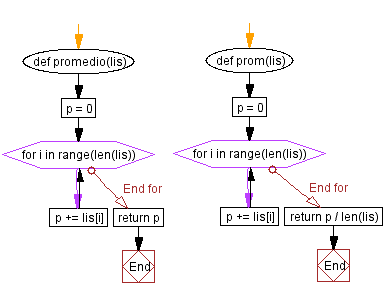 def promedio(lis)
p = 0
for i in range(len(lis))
End for
p += lis[i]
return p
End
def prom(lis)
p = 0
for i in range(len(lis))
End for
p += lis[i]
return p / len(lis)
End